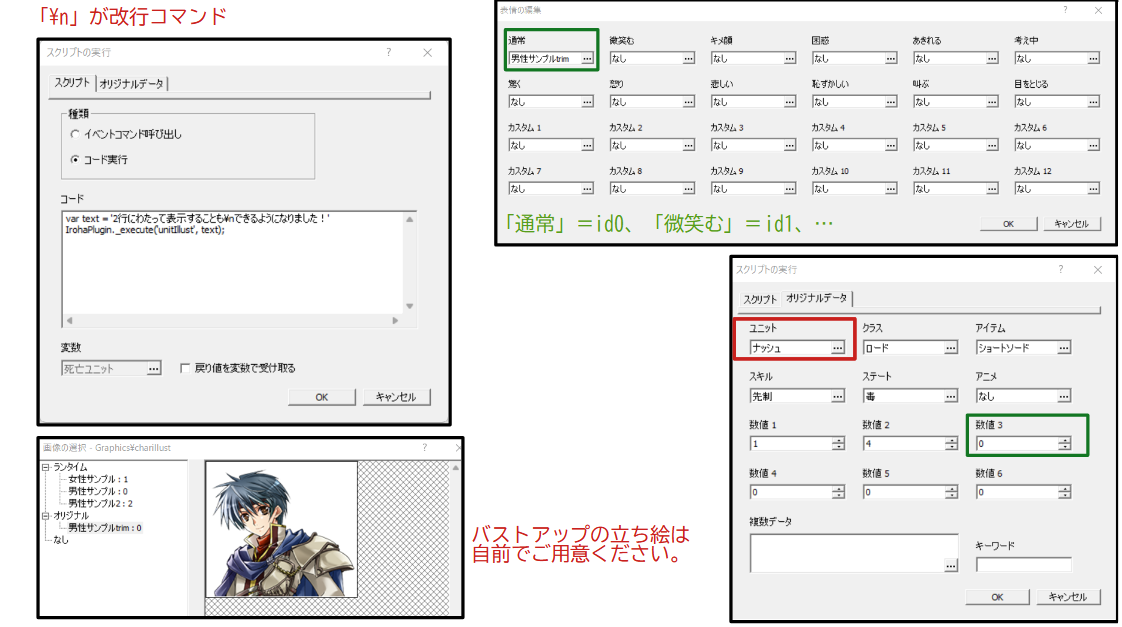 「¥n」が改行コマンド
スクリプトの実行
スクリプト オリジナルデータ
種類
イベントコマンド呼び出し
コード実行
コード
var text = '2行にわたって表示することも¥nできるようになりました！'
IrohaPlugin._execute('unitIllust', text);
変数
死亡ユニット ...
戻り値を変数で受け取る
OK キャンセル
表情の編集
通常 微笑む キメ顔 困惑 あきれる 考え中
男性サンプルtrim ... なし ... なし ... なし ... なし ... なし ...
驚く 怒り 悲しい 恥ずかしい 叫ぶ 目をとじる
なし ... なし ... なし ... なし ... なし ... なし ...
カスタム 1 カスタム 2 カスタム 3 カスタム 4 カスタム 5 カスタム 6
なし ... なし ... なし ... なし ... なし ... なし ...
カスタム 7 カスタム 8 カスタム 9 カスタム 10 カスタム 11 カスタム 12
なし ... なし ... なし ... なし ... なし ... なし ...
「通常」＝id0、「微笑む」＝id1、…
OK キャンセル
画像の選択 - Graphics¥charillust
ランタイム
女性サンプル : 1
男性サンプル : 0
男性サンプル2 : 2
オリジナル
男性サンプルtrim : 0
なし
バストアップの立ち絵は
自前でご用意ください。
スクリプトの実行
スクリプト オリジナルデータ
ユニット クラス アイテム
ナッシュ ... ロード ... ショートソード ...
スキル ステート アニメ
先制 ... 毒 ... なし ...
数値 1 数値 2 数値 3
1 4 0
数値 4 数値 5 数値 6
0 0 0
複数データ
...
キーワード
OK キャンセル